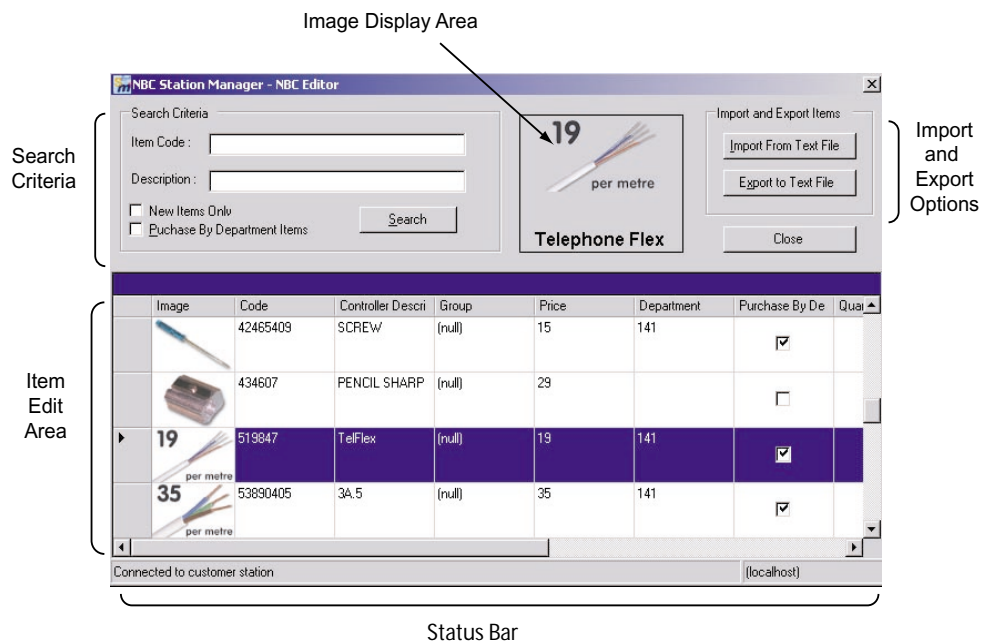 Image Display Area
NBC Station Manager - NBC Editor
Search Criteria
Item Code :
Description :
New Items Only
Puchase By Department Items
Search
19
per metre
Telephone Flex
Import and Export Items
Import From Text File
Export to Text File
Close
Search
Criteria
Import
and
Export
Options
Image Code Controller Descri Group Price Department Purchase By De Qua
42465409 SCREW (null) 15 141
434607 PENCIL SHARP (null) 29
19 per metre 519847 TelFlex (null) 19 141
35 per metre 53890405 3A.5 (null) 35 141
Item
Edit
Area
Connected to customer station (localhost)
Status Bar